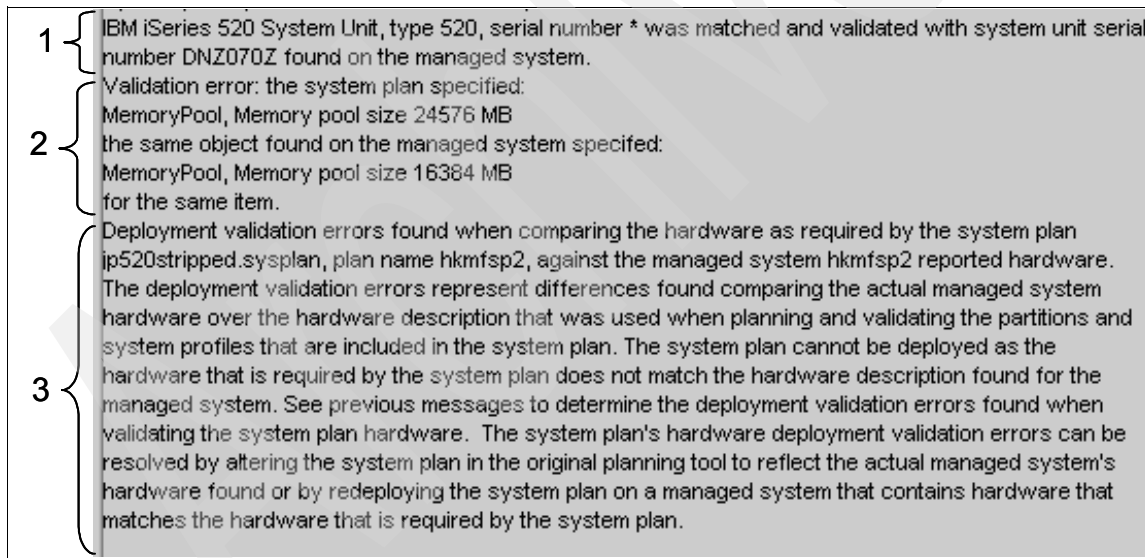 1
IBM iSeries 520 System Unit, type 520, serial number * was matched and validated with system unit serial
number DNZ070Z found on the managed system.
2
Validation error: the system plan specified:
MemoryPool, Memory pool size 24576 MB
the same object found on the managed system specifed:
MemoryPool, Memory pool size 16384 MB
for the same item.
3
Deployment validation errors found when comparing the hardware as required by the system plan
ip520stripped.sysplan, plan name hkmfsp2, against the managed system hkmfsp2 reported hardware.
The deployment validation errors represent differences found comparing the actual managed system
hardware over the hardware description that was used when planning and validating the partitions and
system profiles that are included in the system plan. The system plan cannot be deployed as the
hardware that is required by the system plan does not match the hardware description found for the
managed system. See previous messages to determine the deployment validation errors found when
validating the system plan hardware.  The system plan's hardware deployment validation errors can be
resolved by altering the system plan in the original planning tool to reflect the actual managed system's
hardware found or by redeploying the system plan on a managed system that contains hardware that
matches the hardware that is required by the system plan.